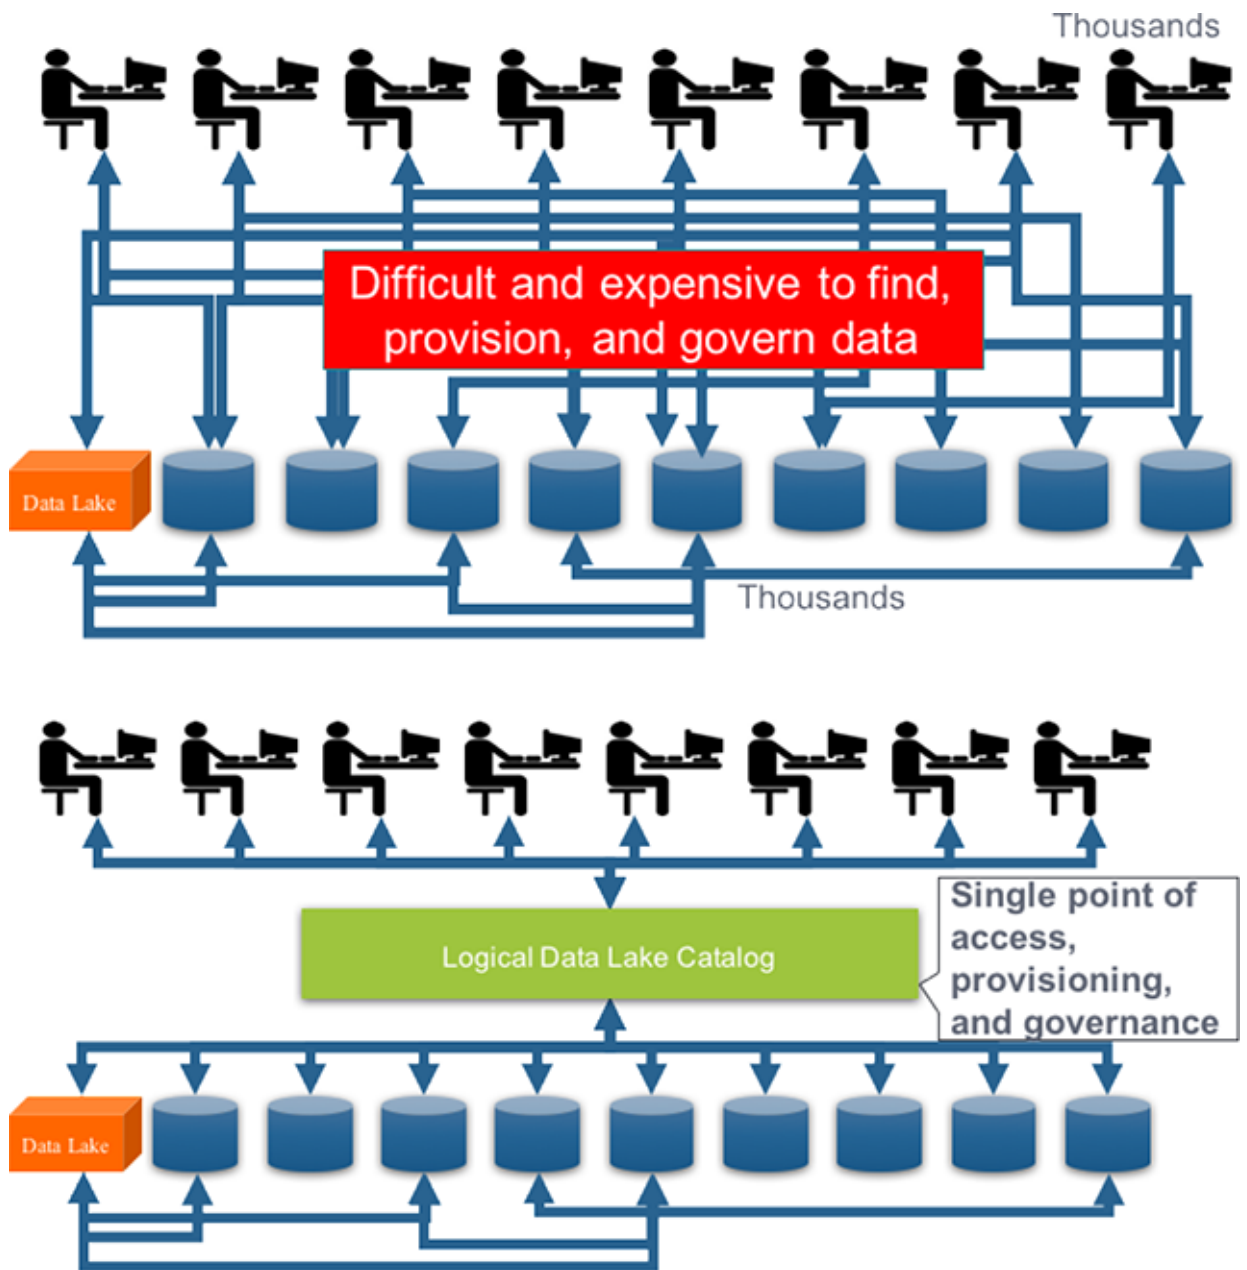 Thousands
Difficult and expensive to find,
provision, and govern data
Data Lake
Thousands
Logical Data Lake Catalog
Single point of
access,
provisioning,
and governance
Data Lake